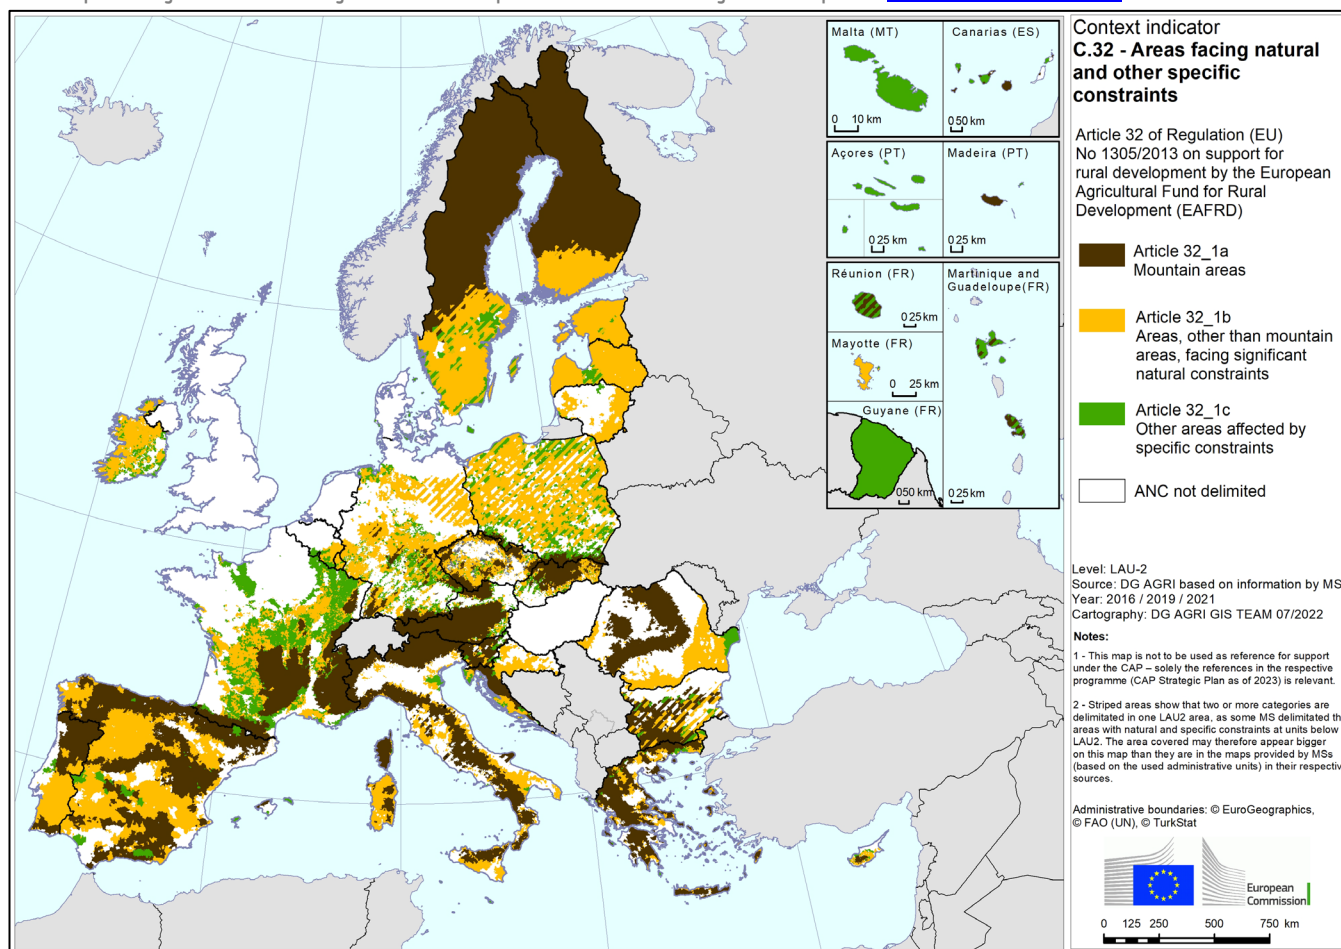 Malta (MT)
Canarias (ES)
0 10 km
0 50 km
Açores (PT)
Madeira (PT)
0 25 km
0 25 km
Réunion (FR)
Martinique and
Guadeloupe(FR)
0 25 km
Mayotte (FR)
0 25 km
Guyane (FR)
0 50 km
0 25 km
Context indicator
C.32 - Areas facing natural
and other specific
constraints
Article 32 of Regulation (EU)
No 1305/2013 on support for
rural development by the European
Agricultural Fund for Rural
Development (EAFRD)
Article 32_1a
Mountain areas
Article 32_1b
Areas, other than mountain
areas, facing significant
natural constraints
Article 32_1c
Other areas affected by
specific constraints
ANC not delimited
Level: LAU-2
Source: DG AGRI based on information by MS
Year: 2016 / 2019 / 2021
Cartography: DG AGRI GIS TEAM 07/2022
Notes:
1 - This map is not to be used as reference for support
under the CAP – solely the references in the respective
programme (CAP Strategic Plan as of 2023) is relevant.
2 - Striped areas show that two or more categories are
delimited in one LAU2 area, as some MS delimitated th
areas with natural and specific constraints at units below
LAU2. The area covered may therefore appear bigger
on this map than they are in the maps provided by MSs
(based on the used administrative units) in their respectiv
sources.
Administrative boundaries: © EuroGeographics,
© FAO (UN), © TurkStat
European
Commission
0 125 250 500 750 km